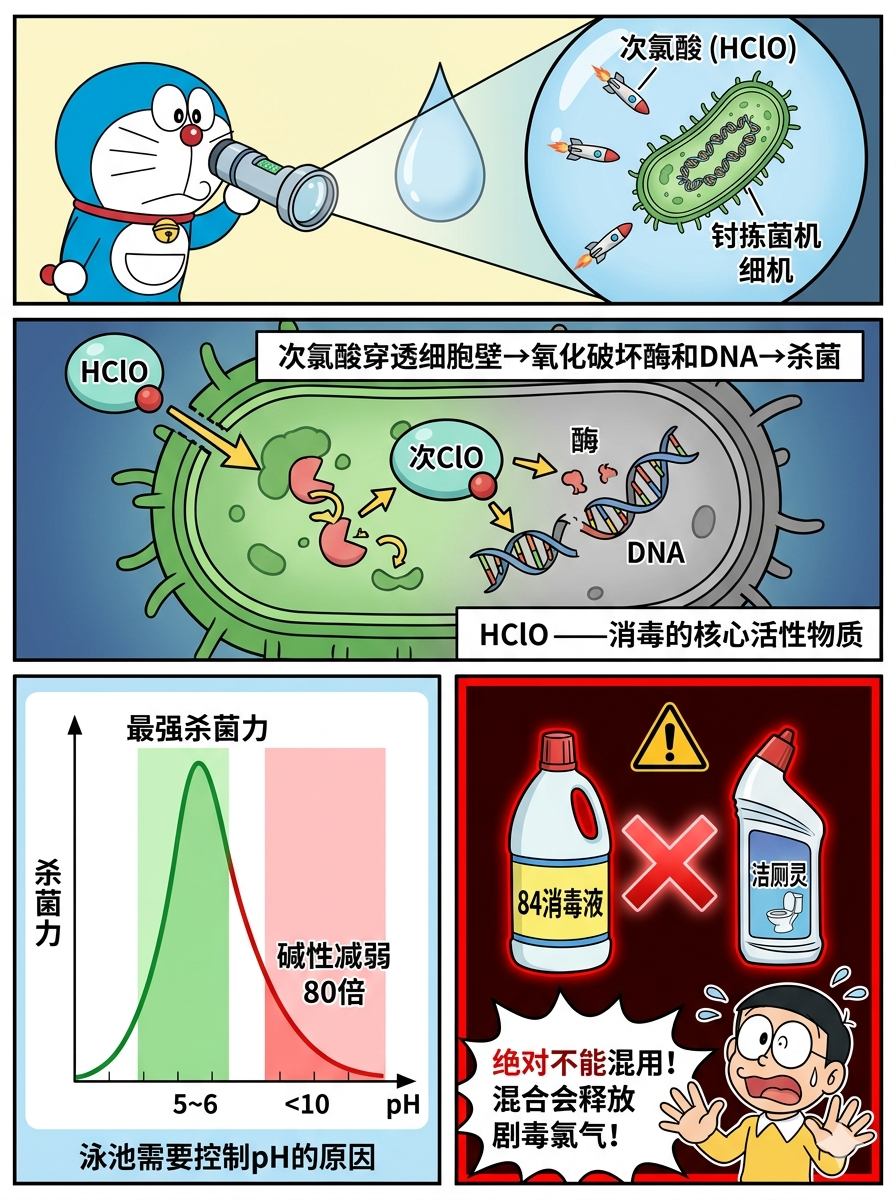 次氯酸 (HClO)
钊拣菌机
细机
HClO
次氯酸穿透细胞壁→氧化破坏酶和DNA→杀菌
次ClO
酶
DNA
HClO ——消毒的核心活性物质
最强杀菌力
杀菌力
碱性减弱
80倍
5~6
<10
pH
泳池需要控制pH的原因
84消毒液
洁厕灵
绝对不能混用！
混合会释放
剧毒氯气！